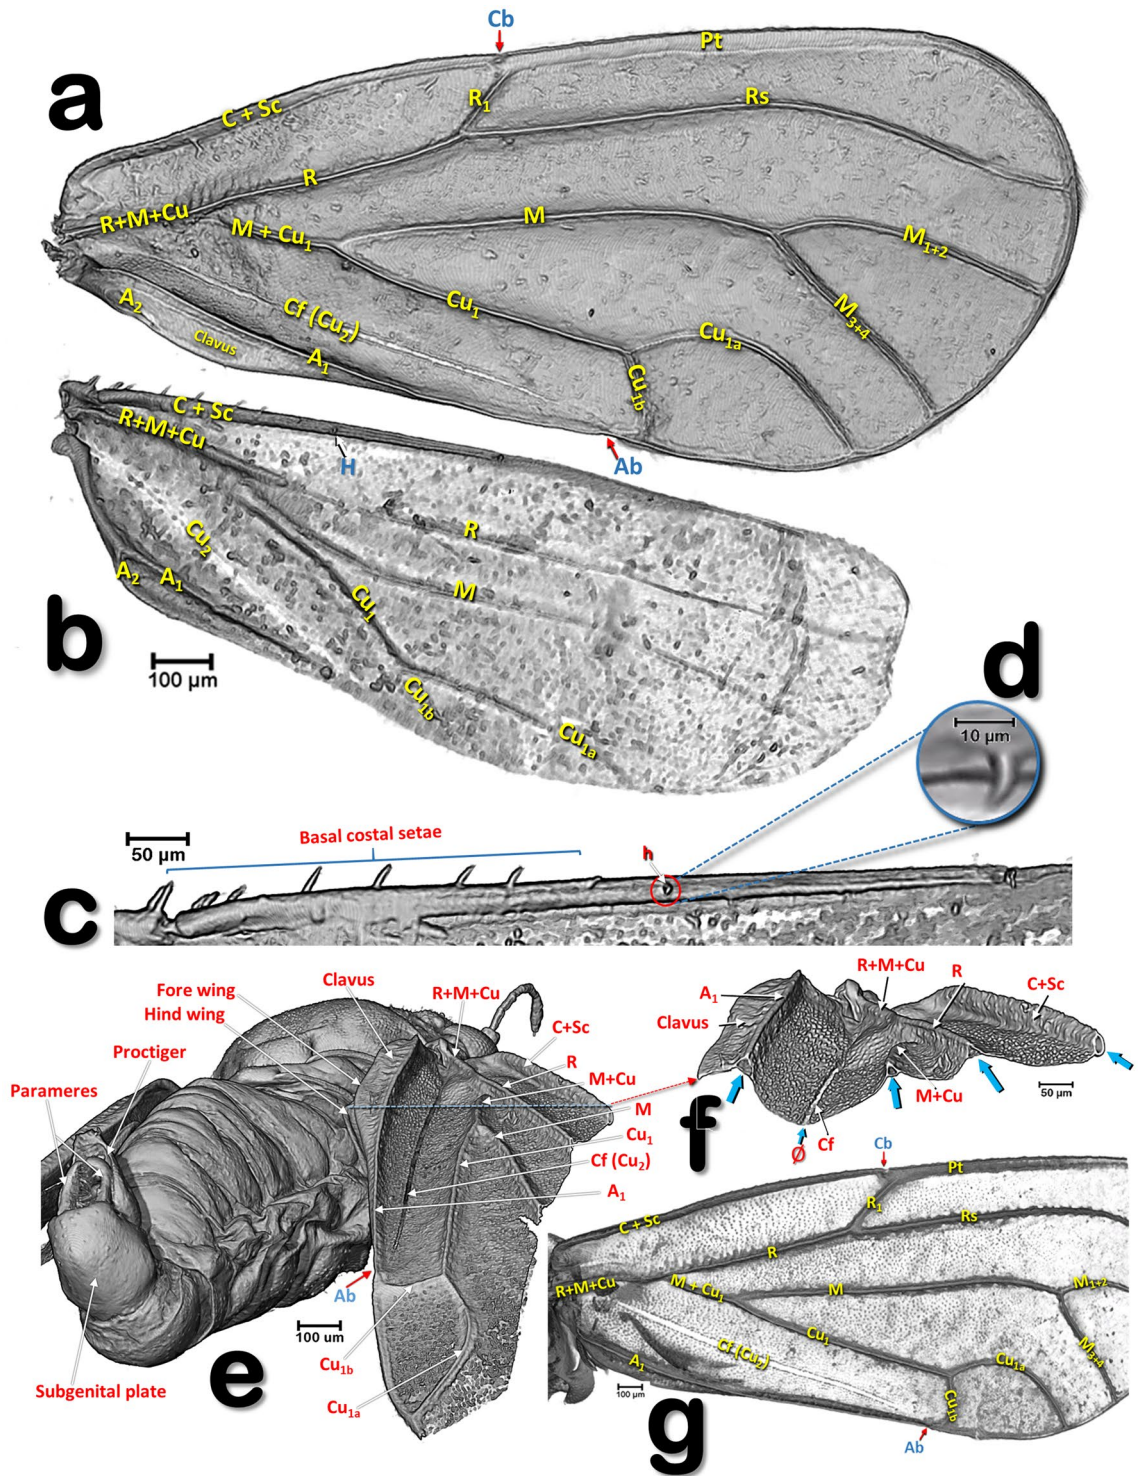 a
Cb
Pt
C + Sc
R₁
Rs
R
R+M+Cu
M + Cu₁
M
M₁₊₂
A₂
Cf (Cu₂)
Cu₁
M₃₊₄
Clavus
A₁
Cu₁ₐ
Cu₁b
Ab
b
C + Sc
R+M+Cu
H
R
Cu₂
A₂
A₁
M
Cu₁
Cu₁b
Cu₁ₐ
100 µm
d
10 µm
c
50 µm
Basal costal setae
h
e
Clavus
Fore wing
R+M+Cu
Hind wing
C+Sc
Proctiger
R
Parameres
M+Cu
M
Cu₁
Cf (Cu₂)
A₁
Ab
100 um
Cu₁b
Subgenital plate
Cu₁ₐ
f
R+M+Cu
R
A₁
C+Sc
Clavus
50 µm
M+Cu
Cf
Ø
g
Cb
Pt
R₁
C + Sc
Rs
R
R+M+Cu
M + Cu₁
M
M₁₊₂
Cu₁
Cf (Cu₂)
M₃₊₄
A₁
Cu₁ₐ
Cu₁b
100 µm
Ab